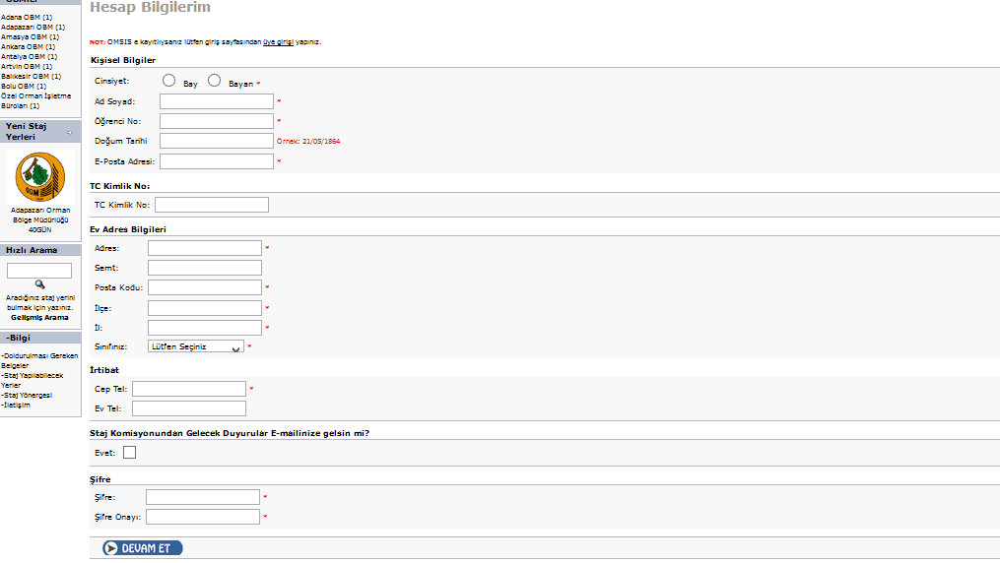 Adana OBM (1)
Adapazarı OBM (1)
Amasya OBM (1)
Ankara OBM (1)
Antalya OBM (1)
Artvin OBM (1)
Balıkesir OBM (1)
Bolu OBM (1)
Özel Orman İşletme
Büroları (1)
Yeni Staj
Yerleri
OGM
Adapazarı Orman
Bölge Müdürlüğü
40GÜN
Hızlı Arama
Aradığınız staj yerini
bulmak için yazınız.
Gelişmiş Arama
-Bilgi
-Doldurulması Gereken
Belgeler
-Staj Yapılabilecek
Yerler
-Staj Yönergesi
-İletişim
Hesap Bilgilerim
NOT: OMSIS e kayıtlıysanız lütfen giriş sayfasından üye girişi yapınız.
Kişisel Bilgiler
Cinsiyet: Bay Bayan *
Ad Soyad: *
Öğrenci No: *
Doğum Tarihi Örnek: 21/05/1864
E-Posta Adresi: *
TC Kimlik No:
TC Kimlik No:
Ev Adres Bilgileri
Adres: *
Semt:
Posta Kodu: *
İlçe: *
İl: *
Sınıfınız: Lütfen Seçiniz *
İrtibat
Cep Tel: *
Ev Tel:
Staj Komisyonundan Gelecek Duyurular E-mailinize gelsin mi?
Evet:
Şifre
Şifre: *
Şifre Onayı: *
DEVAM ET